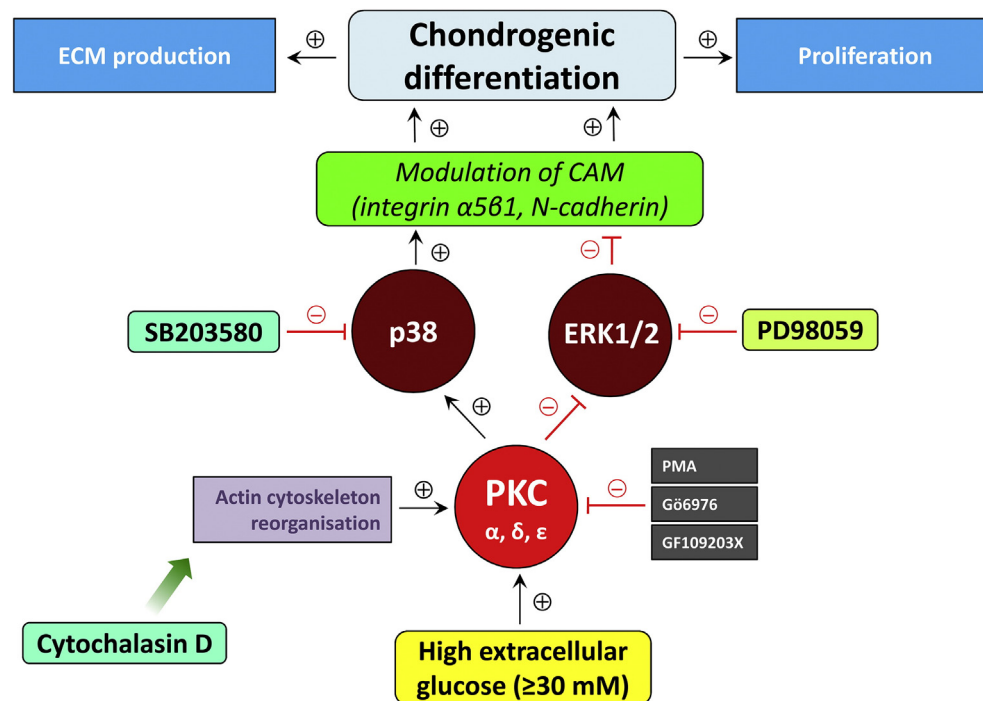 ECM production
⊕
Chondrogenic
differentiation
⊕
Proliferation
⊕
⊕
Modulation of CAM
(integrin α5β1, N-cadherin)
⊕
⊖
SB203580
⊖
p38
ERK1/2
⊖
PD98059
⊕
⊖
Actin cytoskeleton
reorganisation
⊕
PKC
α, δ, ε
⊖
PMA
Gö6976
GF109203X
⊕
Cytochalasin D
High extracellular
glucose (≥30 mM)